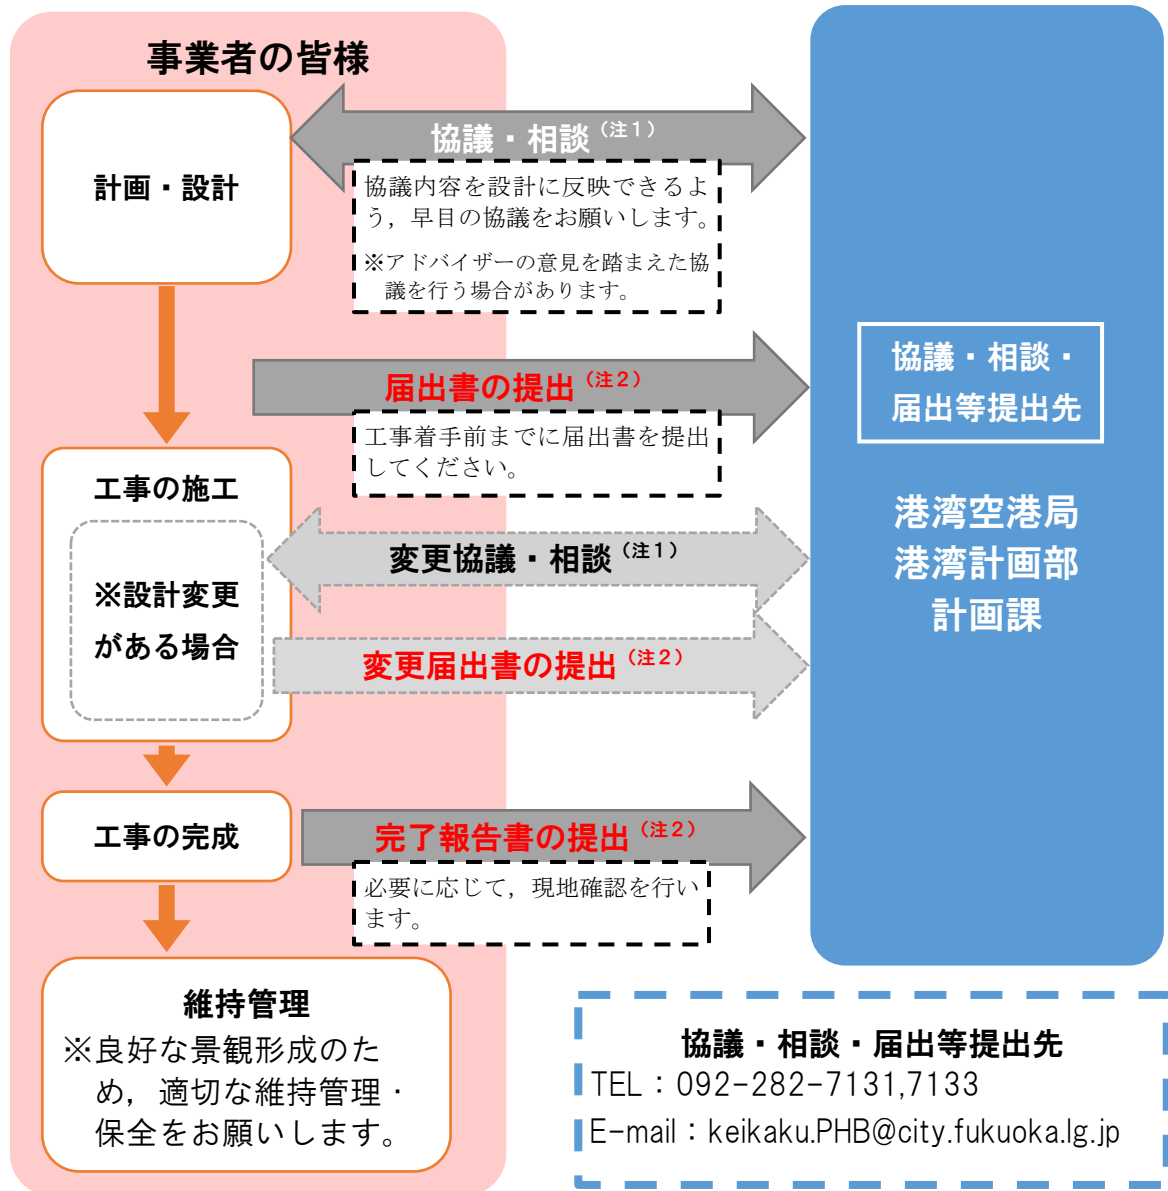 事業者の皆様
計画・設計
協議・相談（注１）
協議内容を設計に反映できるよ
う，早目の協議をお願いします。
※アドバイザーの意見を踏まえた協
議を行う場合があります。
届出書の提出（注２）
工事着手前までに届出書を提出
してください。
工事の施工
※設計変更
がある場合
変更協議・相談（注１）
変更届出書の提出（注２）
工事の完成
完了報告書の提出（注２）
必要に応じて，現地確認を行い
ます。
維持管理
※良好な景観形成のた
め，適切な維持管理・
保全をお願いします。
協議・相談・
届出等提出先
港湾空港局
港湾計画部
計画課
協議・相談・届出等提出先
TEL：092-282-7131,7133
E-mail：keikaku.PHB@city.fukuoka.lg.jp